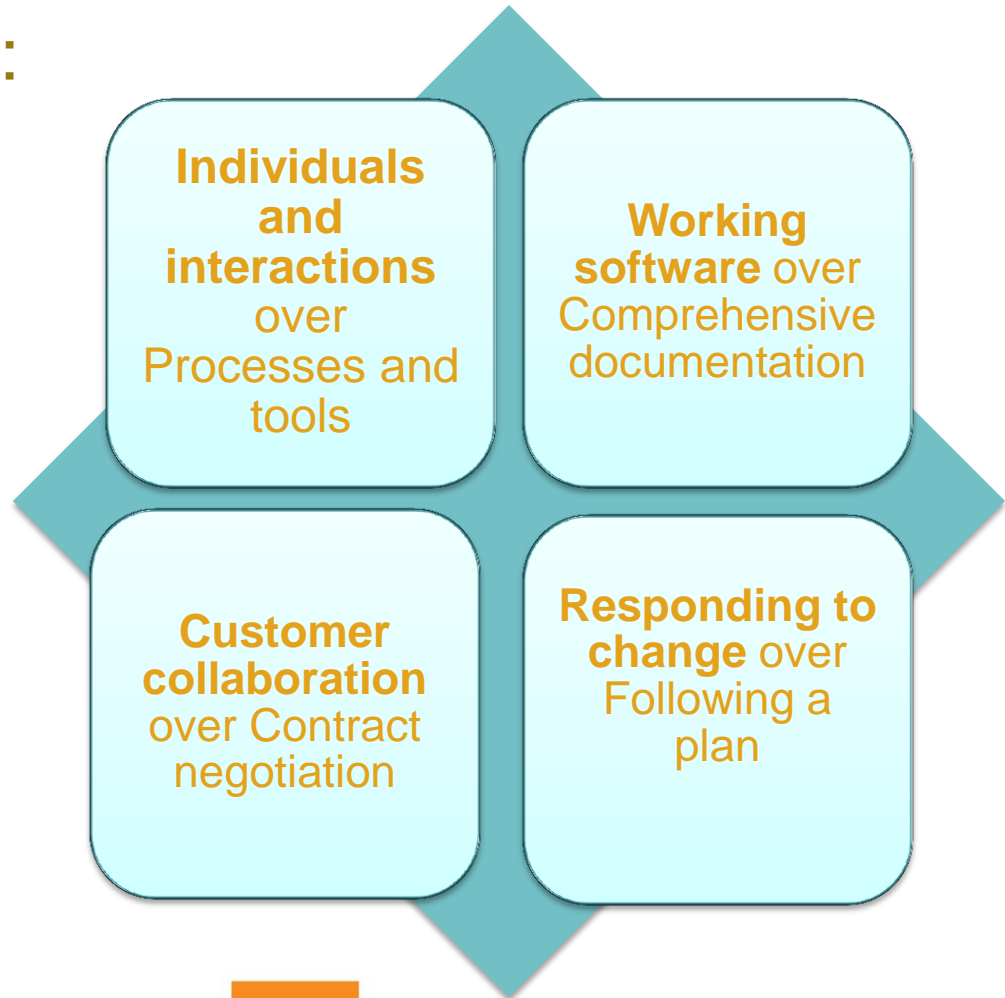 :
Individuals
and
interactions
over
Processes and
tools
Working
software over
Comprehensive
documentation
Customer
collaboration
over Contract
negotiation
Responding to
change over
Following a
plan